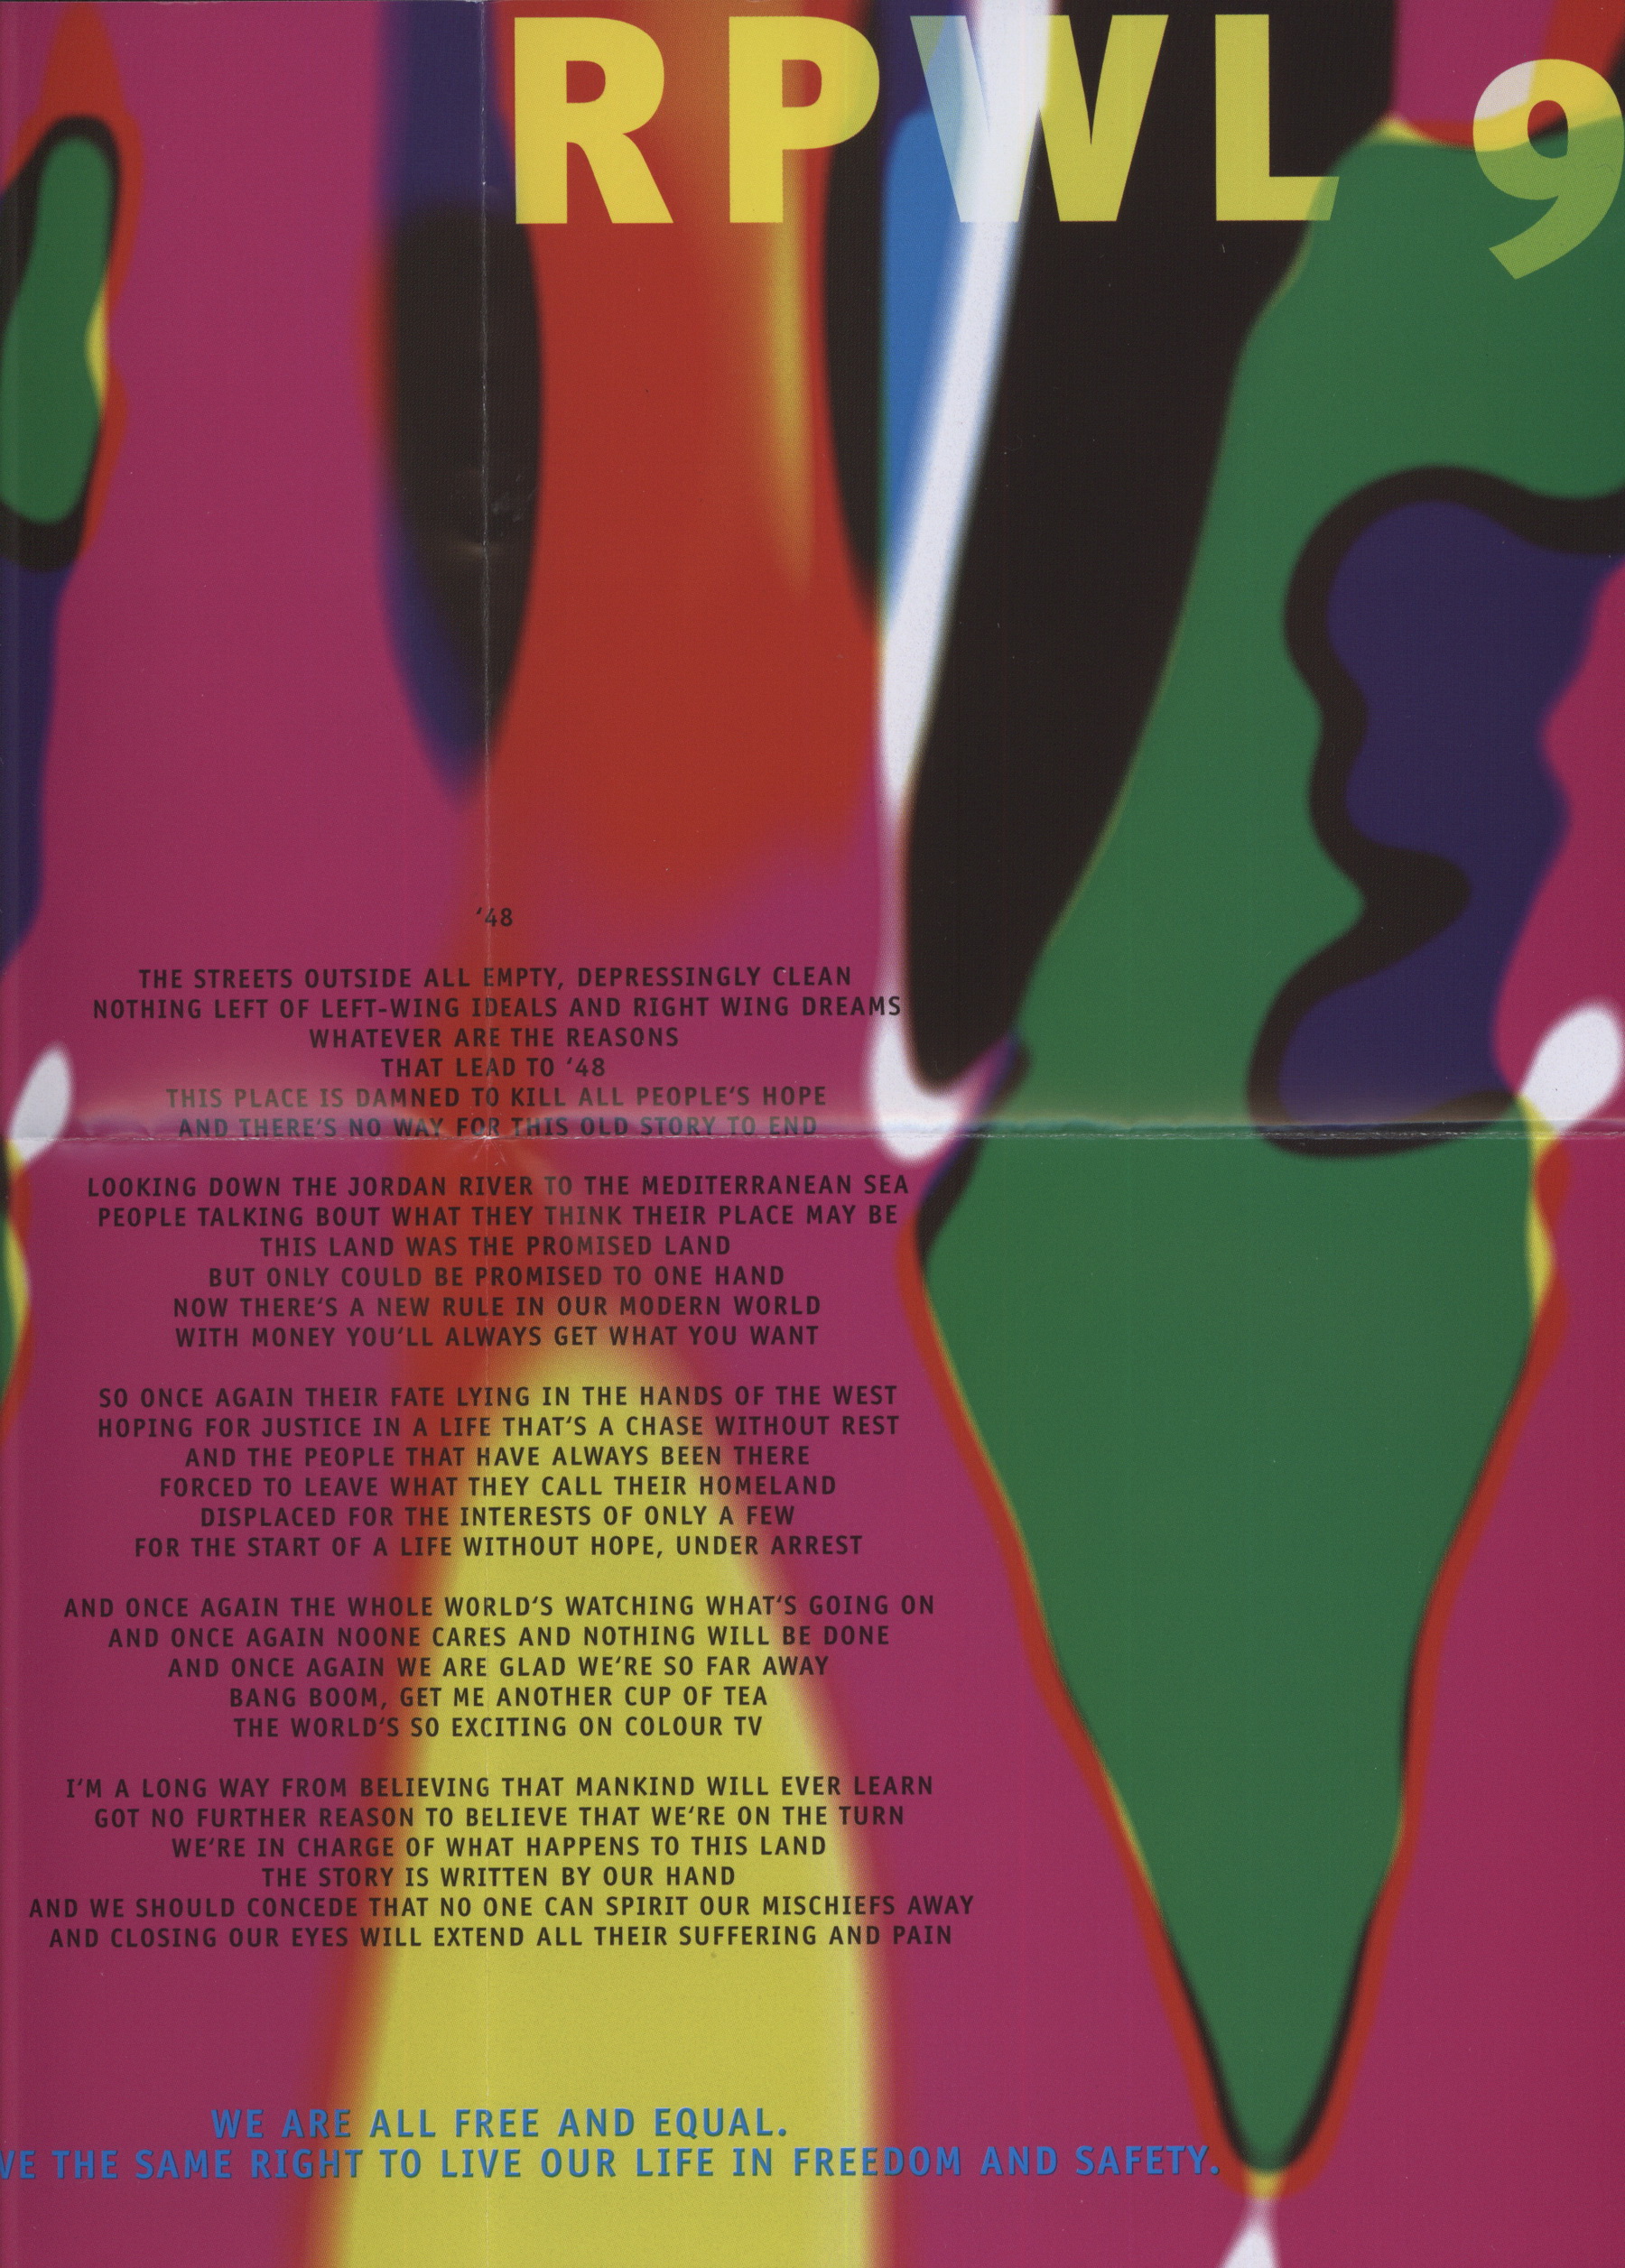 RPWL 9
‘48
THE STREETS OUTSIDE ALL EMPTY, DEPRESSINGLY CLEAN
NOTHING LEFT OF LEFT-WING IDEALS AND RIGHT WING DREAMS
WHATEVER ARE THE REASONS
THAT LEAD TO ‘48
THIS PLACE IS DAMNED TO KILL ALL PEOPLE‘S HOPE
AND THERE‘S NO WAY FOR THIS OLD STORY TO END
LOOKING DOWN THE JORDAN RIVER TO THE MEDITERRANEAN SEA
PEOPLE TALKING BOUT WHAT THEY THINK THEIR PLACE MAY BE
THIS LAND WAS THE PROMISED LAND
BUT ONLY COULD BE PROMISED TO ONE HAND
NOW THERE‘S A NEW RULE IN OUR MODERN WORLD
WITH MONEY YOU‘LL ALWAYS GET WHAT YOU WANT
SO ONCE AGAIN THEIR FATE LYING IN THE HANDS OF THE WEST
HOPING FOR JUSTICE IN A LIFE THAT‘S A CHASE WITHOUT REST
AND THE PEOPLE THAT HAVE ALWAYS BEEN THERE
FORCED TO LEAVE WHAT THEY CALL THEIR HOMELAND
DISPLACED FOR THE INTERESTS OF ONLY A FEW
FOR THE START OF A LIFE WITHOUT HOPE, UNDER ARREST
AND ONCE AGAIN THE WHOLE WORLD‘S WATCHING WHAT‘S GOING ON
AND ONCE AGAIN NOONE CARES AND NOTHING WILL BE DONE
AND ONCE AGAIN WE ARE GLAD WE‘RE SO FAR AWAY
BANG BOOM, GET ME ANOTHER CUP OF TEA
THE WORLD‘S SO EXCITING ON COLOUR TV
I‘M A LONG WAY FROM BELIEVING THAT MANKIND WILL EVER LEARN
GOT NO FURTHER REASON TO BELIEVE THAT WE‘RE ON THE TURN
WE‘RE IN CHARGE OF WHAT HAPPENS TO THIS LAND
THE STORY IS WRITTEN BY OUR HAND
AND WE SHOULD CONCEDE THAT NO ONE CAN SPIRIT OUR MISCHIEFS AWAY
AND CLOSING OUR EYES WILL EXTEND ALL THEIR SUFFERING AND PAIN
WE ARE ALL FREE AND EQUAL.
VE THE SAME RIGHT TO LIVE OUR LIFE IN FREEDOM AND SAFETY.